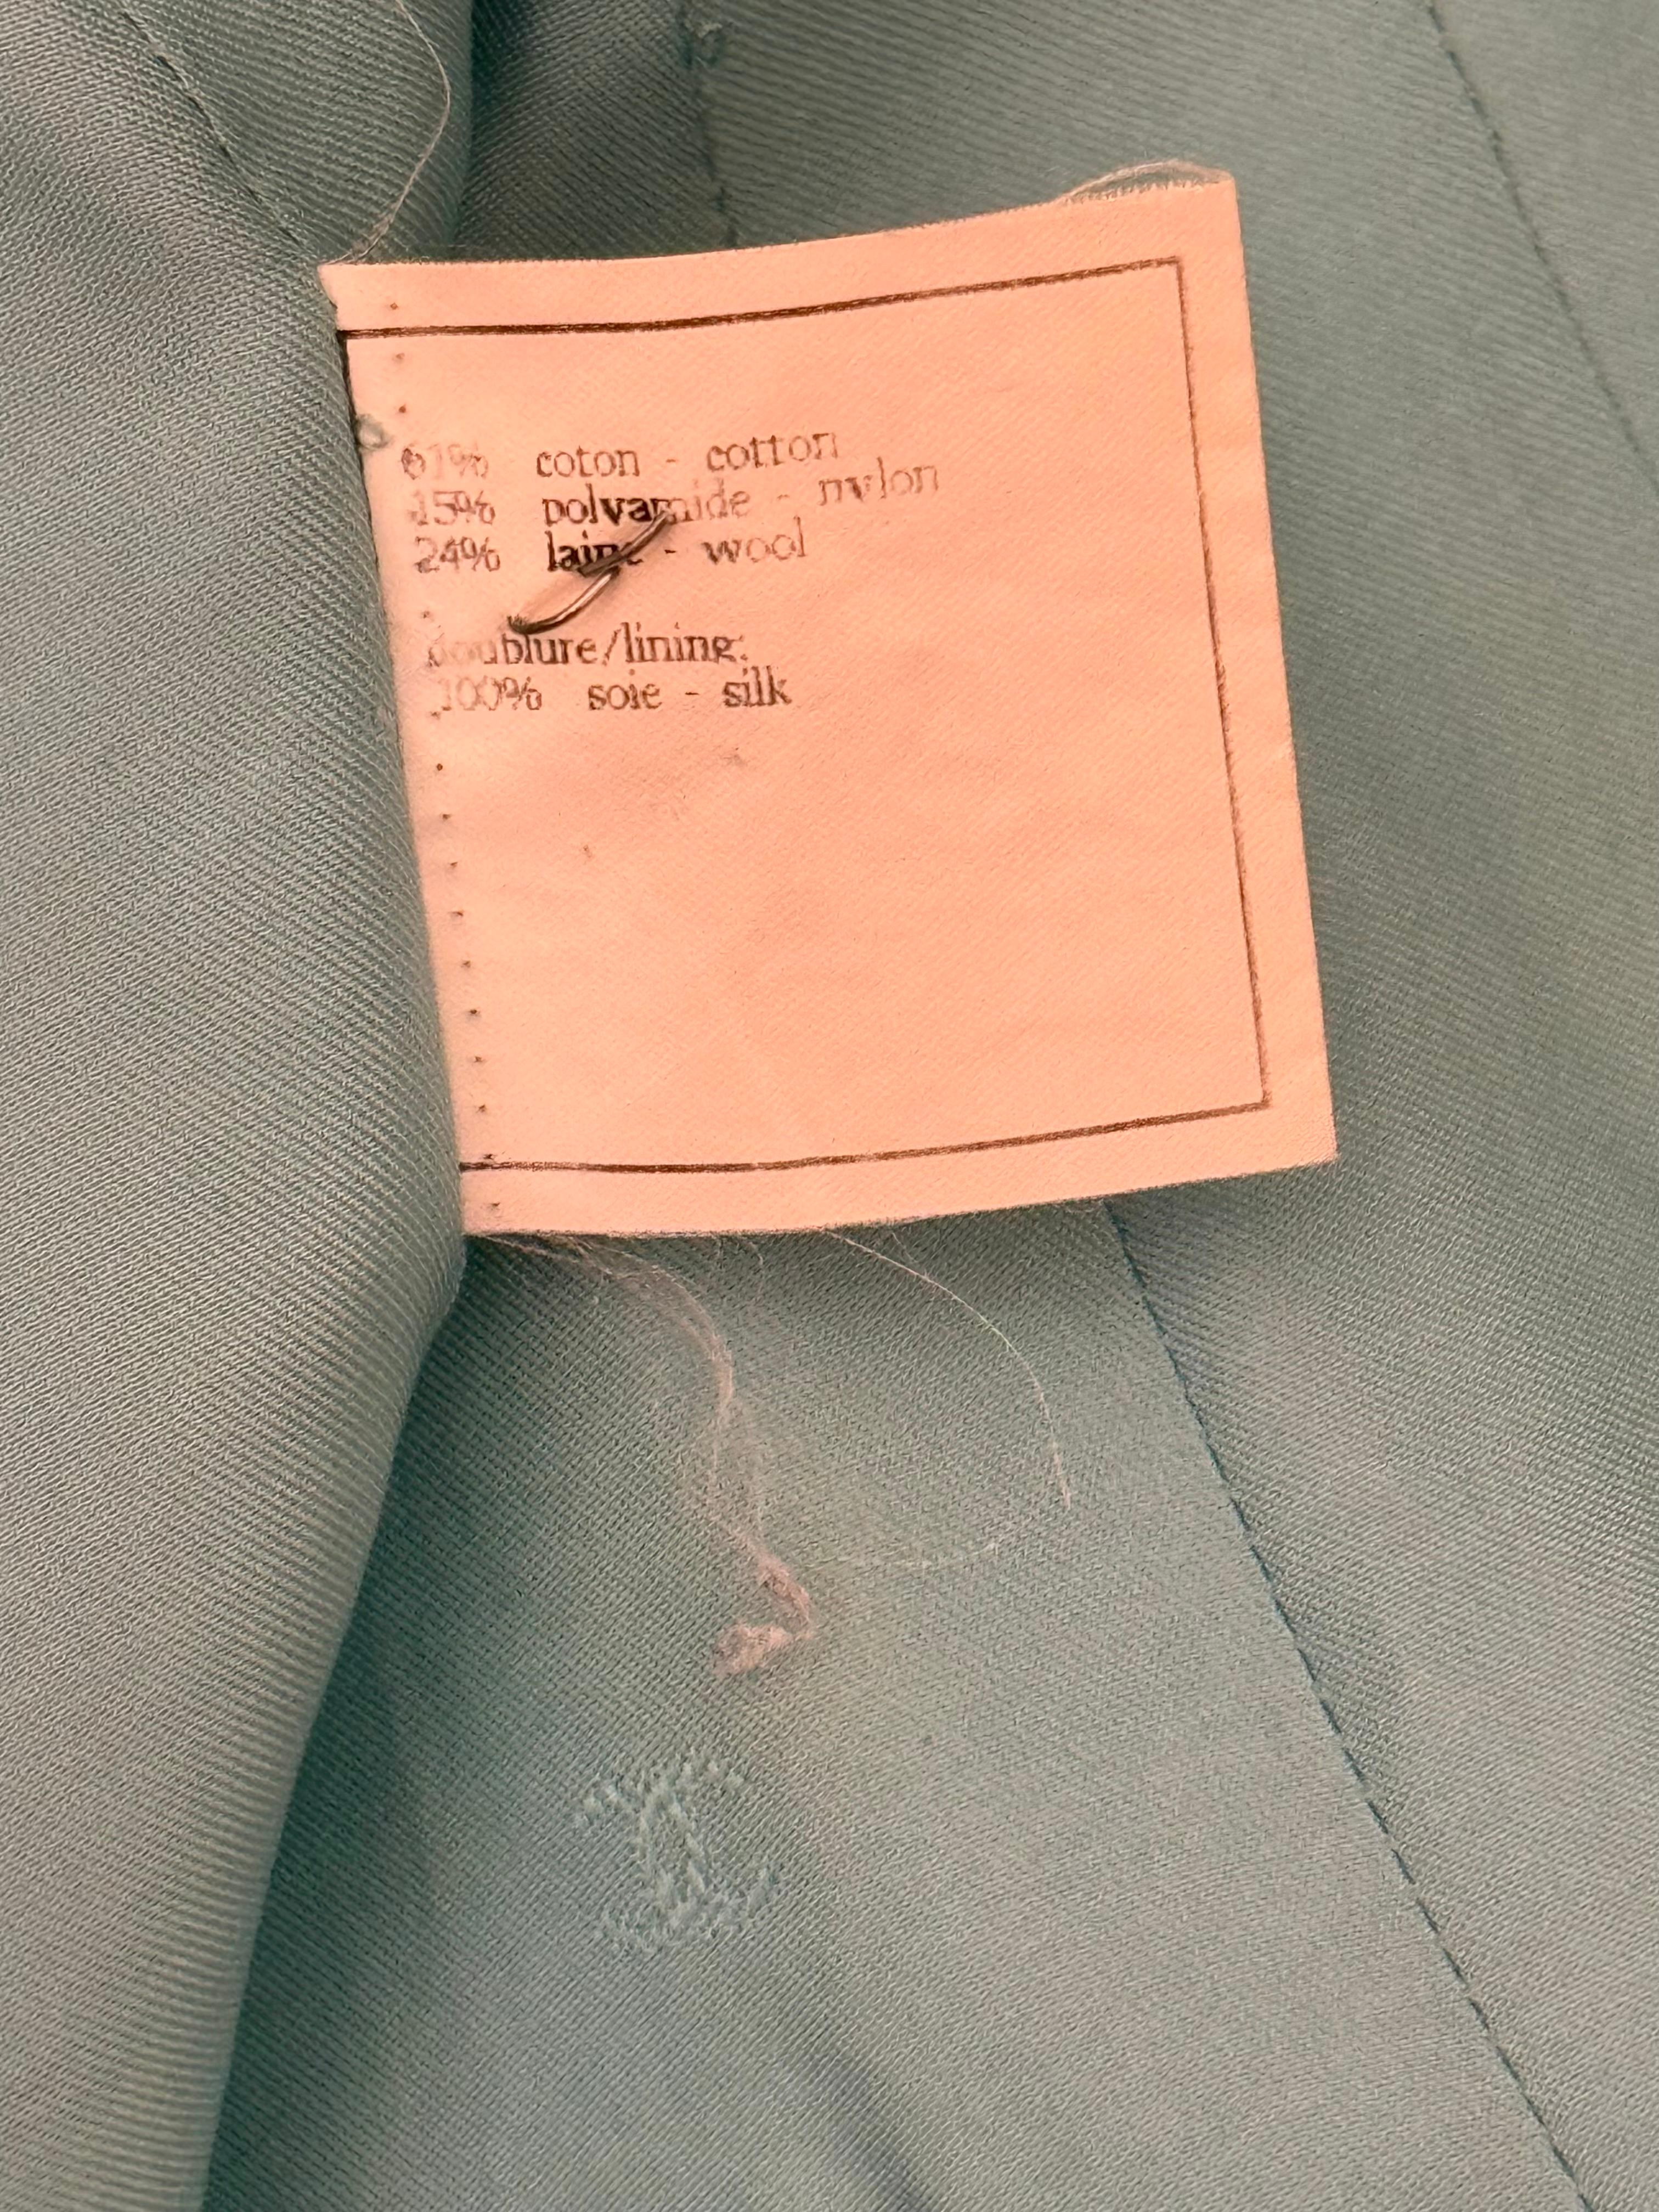 61% coton - cotton
15% polyamide - nylon
24% laine - wool
doublure/lining:
100% soie - silk